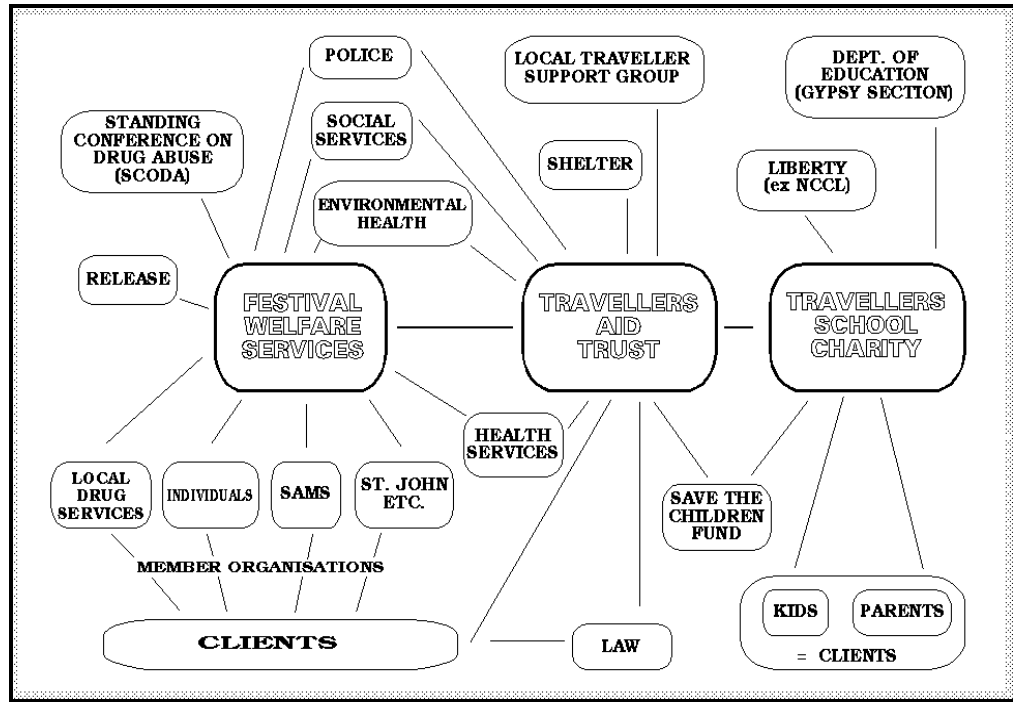 POLICE
LOCAL TRAVELLER
SUPPORT GROUP
DEPT. OF
EDUCATION
(GYPSY SECTION)
STANDING
CONFERENCE ON
DRUG ABUSE
(SCODA)
SOCIAL
SERVICES
SHELTER
LIBERTY
(ex NCCL)
ENVIRONMENTAL
HEALTH
RELEASE
FESTIVAL
WELFARE
SERVICES
TRAVELLERS
AID
TRUST
TRAVELLERS
SCHOOL
CHARITY
HEALTH
SERVICES
LOCAL
DRUG
SERVICES
INDIVIDUALS
SAMS
ST. JOHN
ETC.
SAVE THE
CHILDREN
FUND
MEMBER ORGANISATIONS
KIDS
PARENTS
= CLIENTS
CLIENTS
LAW